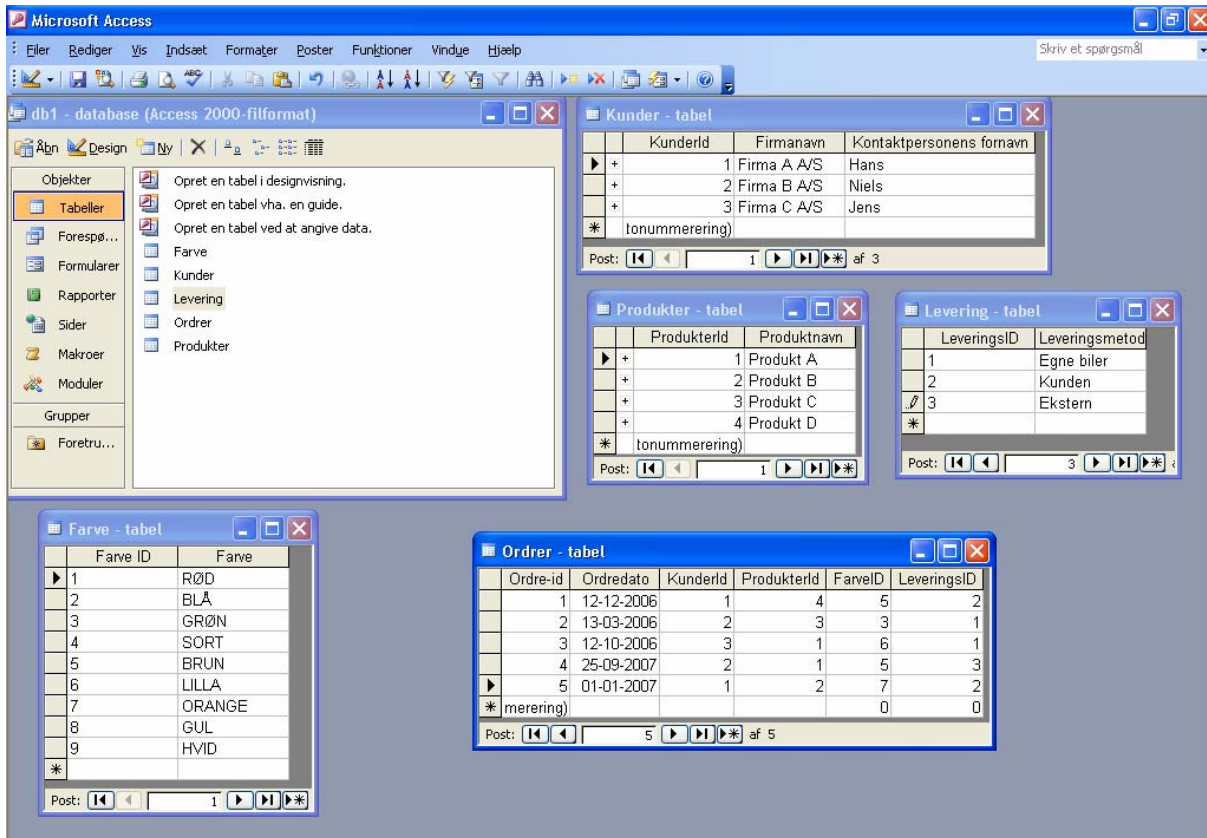 Microsoft Access
Filer Rediger Vis Indsæt Formater Poster Funktioner Vindue Hjælp Skriv et spørgsmål
db1 - database (Access 2000-filformat)
Åbn Design Ny
Objekter
Tabeller
Forespø...
Formularer
Rapporter
Sider
Makroer
Moduler
Grupper
Foretru...
Opret en tabel i designvisning.
Opret en tabel vha. en guide.
Opret en tabel ved at angive data.
Farve
Kunder
Levering
Ordrer
Produkter
Kunder - tabel
KunderId Firmanavn Kontaktpersonens fornavn
1 Firma A A/S Hans
2 Firma B A/S Niels
3 Firma C A/S Jens
tonummerering)
Post: 1 af 3
Produkter - tabel
ProdukterId Produktnavn
1 Produkt A
2 Produkt B
3 Produkt C
4 Produkt D
tonummerering)
Post: 1
Levering - tabel
LeveringsID Leveringsmetod
1 Egne biler
2 Kunden
3 Ekstern
Post: 3
Farve - tabel
Farve ID Farve
1 RØD
2 BLÅ
3 GRØN
4 SORT
5 BRUN
6 LILLA
7 ORANGE
8 GUL
9 HVID
Post: 1
Ordrer - tabel
Ordre-id Ordredato KunderId ProdukterId FarveID LeveringsID
1 12-12-2006 1 4 5 2
2 13-03-2006 2 3 3 1
3 12-10-2006 3 1 6 1
4 25-09-2007 2 1 5 3
5 01-01-2007 1 2 7 2
merering) 0 0
Post: 5 af 5